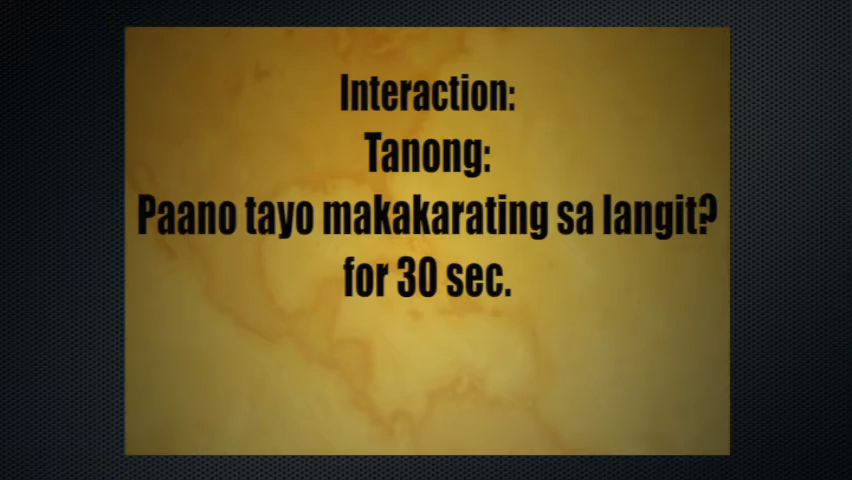 Interaction:
Tanong:
Paano tayo makakarating sa langit?
for 30 sec.